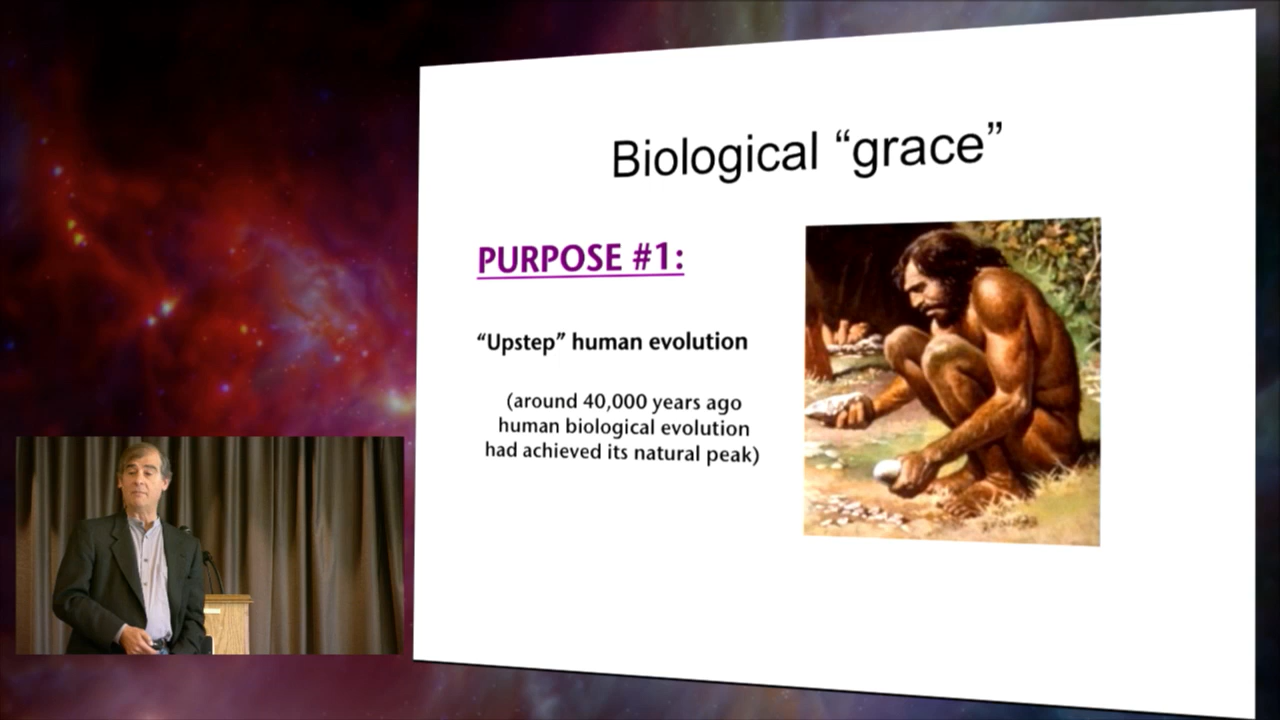 Biological “grace”
PURPOSE #1:
“Upstep” human evolution
(around 40,000 years ago
human biological evolution
had achieved its natural peak)